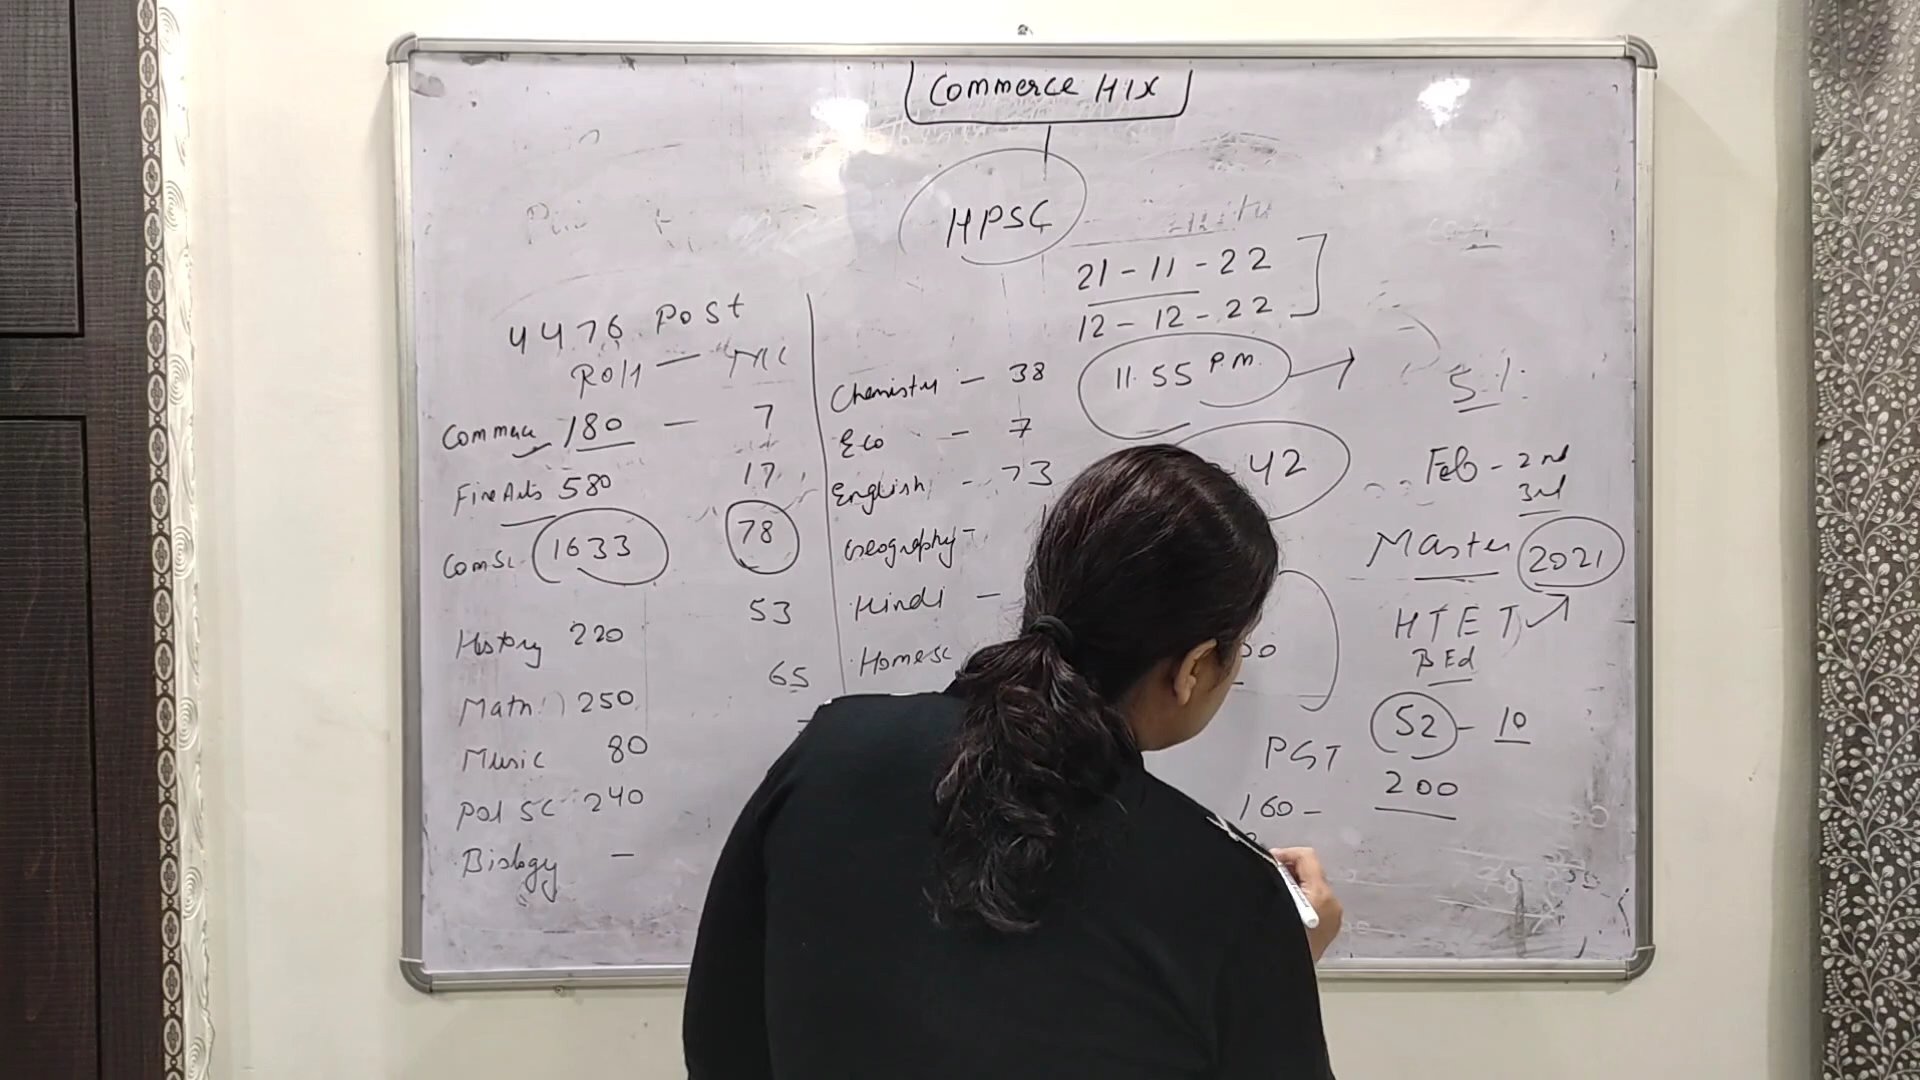 Commerce HIX
HPSC
21-11-22
12-12-22
11.55 P.M.
4476 Post
ROH -
Commerce 180 - 7
Fine Arts 580 17
Com Sc 1633 78
History 220 53
Math 250 65
Music 80
Pol SC 240
Biology -
Chemistry - 38
Eco - 7
English - 73
Geography -
Hindi -
Home sc
42
5%
Feb - 2nd
3rd
Master 2021
HTET
BEd
52 - 10
200
PGT
160 -